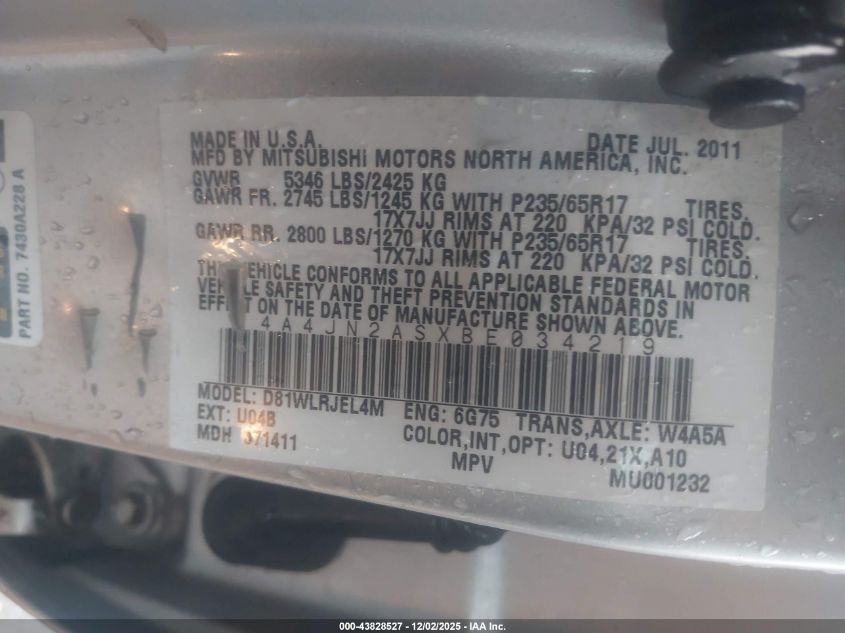 MADE IN U.S.A. DATE JUL. 2011
MFD BY MITSUBISHI MOTORS NORTH AMERICA, INC.
GVWR 5346 LBS/2425 KG
GAWR FR. 2745 LBS/1245 KG WITH P235/65R17 TIRES.
17X7JJ RIMS AT 220 KPA/32 PSI COLD.
GAWR RR. 2800 LBS/1270 KG WITH P235/65R17 TIRES.
17X7JJ RIMS AT 220 KPA/32 PSI COLD.
THIS VEHICLE CONFORMS TO ALL APPLICABLE FEDERAL MOTOR
VEHICLE SAFETY AND THEFT PREVENTION STANDARDS IN
EFFECT ON THE DATE OF MANUFACTURE SHOWN ABOVE.
4A4JN2ASXBE034219
MODEL: D81WLRJEL4M ENG: 6G75 TRANS,AXLE: W4A5A
EXT: U04B COLOR,INT,OPT: U04,21X,A10
MDH 371411 MPV MU001232
PART NO. 7430A228A
000-43828527 - 12/02/2025 - IAA Inc.